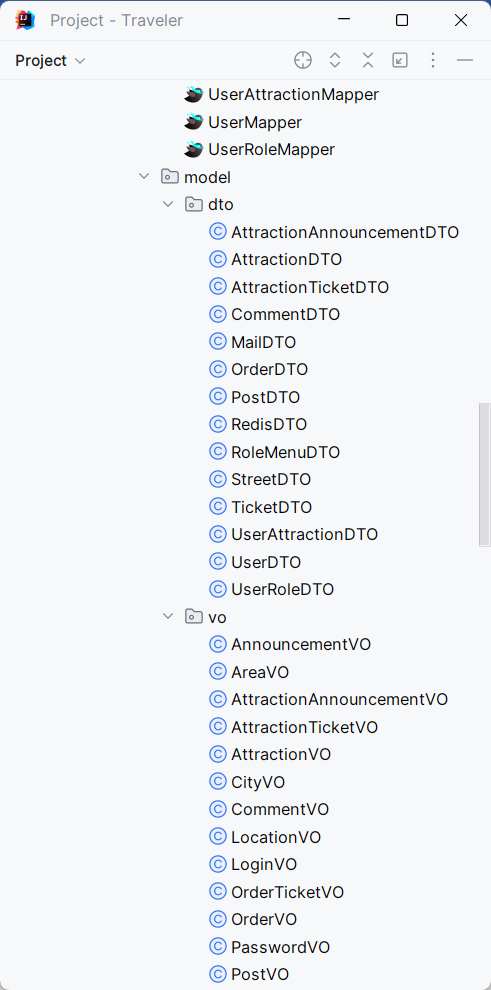 Project - Traveler
Project
UserAttractionMapper
UserMapper
UserRoleMapper
model
dto
AttractionAnnouncementDTO
AttractionDTO
AttractionTicketDTO
CommentDTO
MailDTO
OrderDTO
PostDTO
RedisDTO
RoleMenuDTO
StreetDTO
TicketDTO
UserAttractionDTO
UserDTO
UserRoleDTO
vo
AnnouncementVO
AreaVO
AttractionAnnouncementVO
AttractionTicketVO
AttractionVO
CityVO
CommentVO
LocationVO
LoginVO
OrderTicketVO
OrderVO
PasswordVO
PostVO